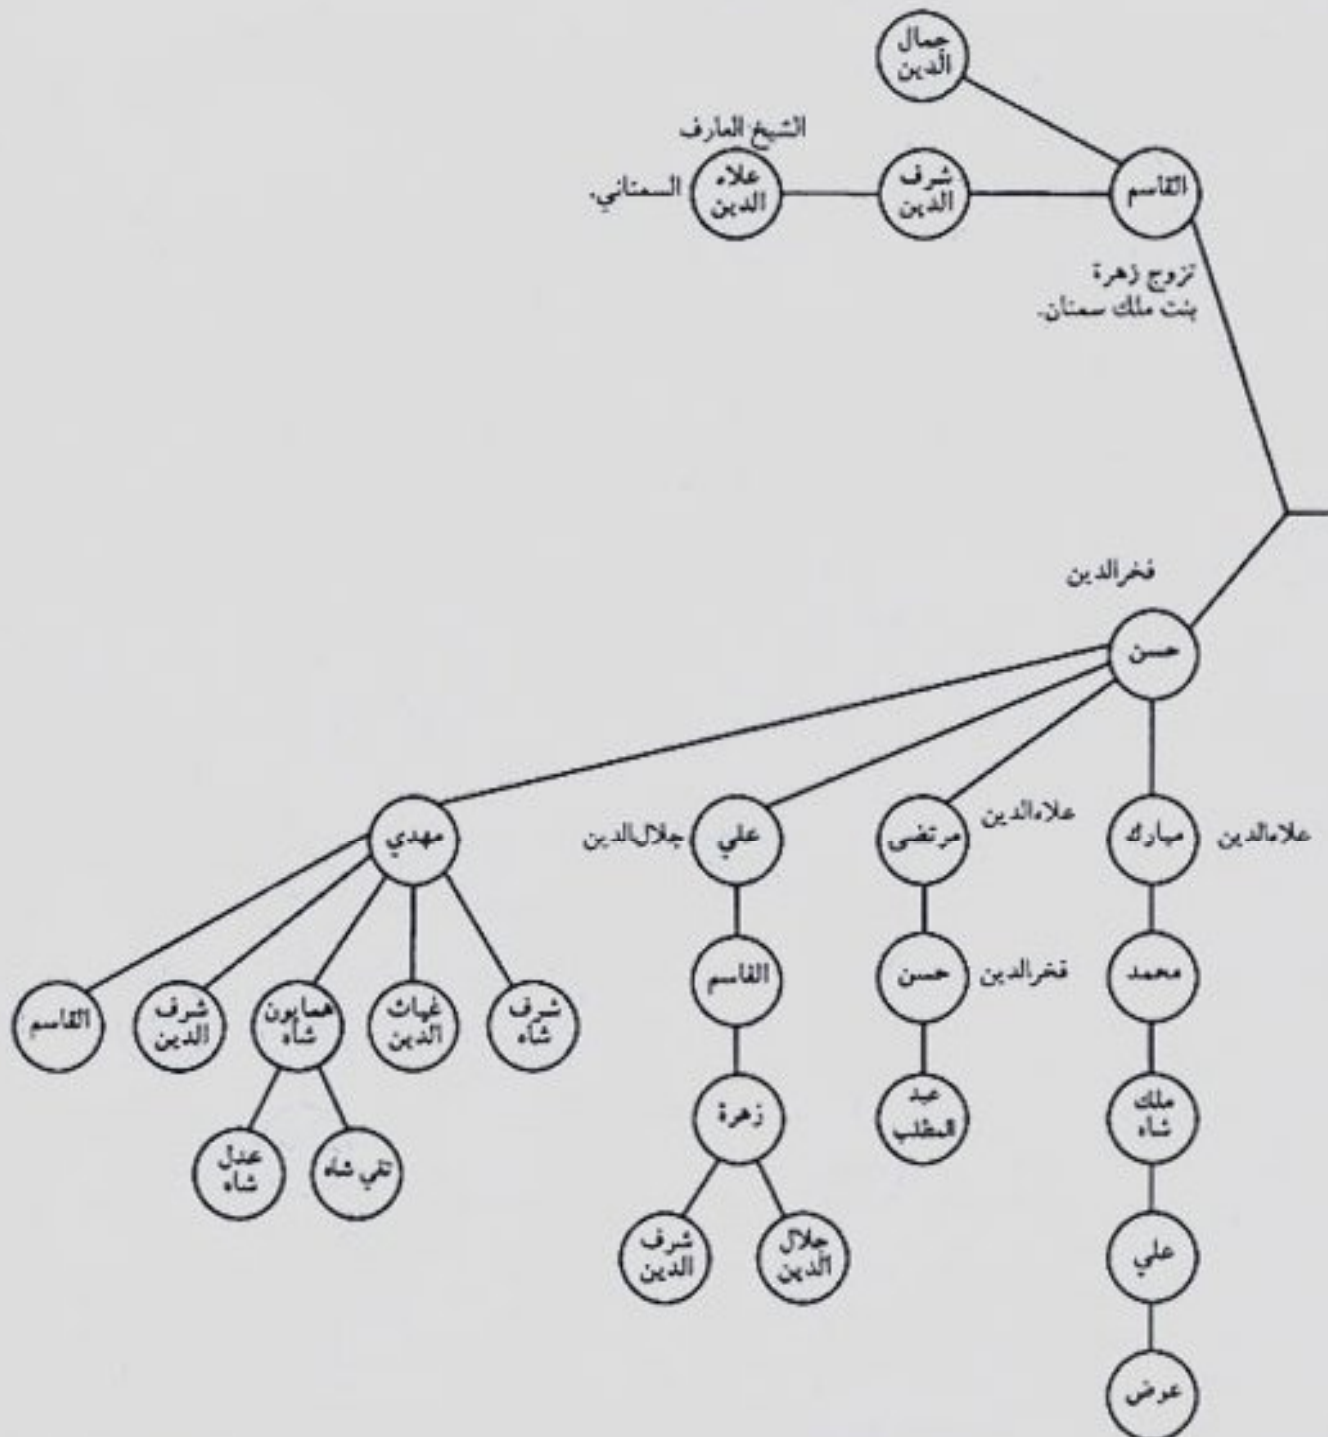 جمال
الدين
الشيخ العارف
القاسم
شرف
الدين
علاء
الدين
السمناني.
تزوج زهرة
بنت ملك سمنان.
فخرالدين
حسن
علاءالدين
مبارك
علاءالدين
مرتضى
علي
جلالالدين
مهدي
محمد
فخرالدين
حسن
القاسم
شرف
شاه
غياث
الدين
همايون
شاه
شرف
الدين
القاسم
ملك
شاه
عبد
المطلب
زهرة
تقي شاه
عدل
شاه
علي
جلال
الدين
شرف
الدين
عوض